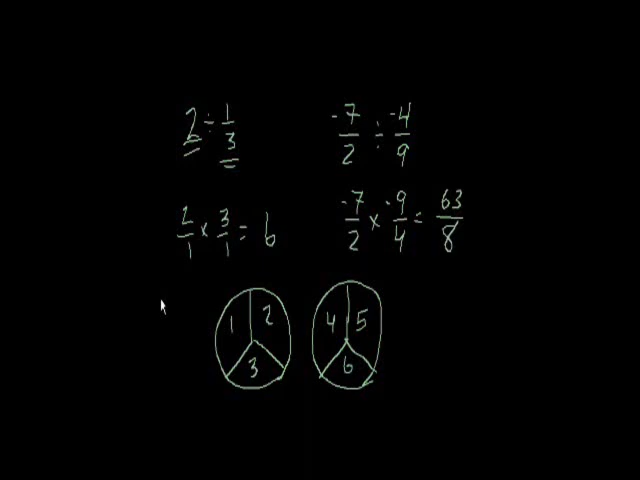 2 ÷ 1/3
-7/2 ÷ -4/9
2/1 × 3/1 = 6
-7/2 × -9/4 = 63/8
1 2 3
4 5 6